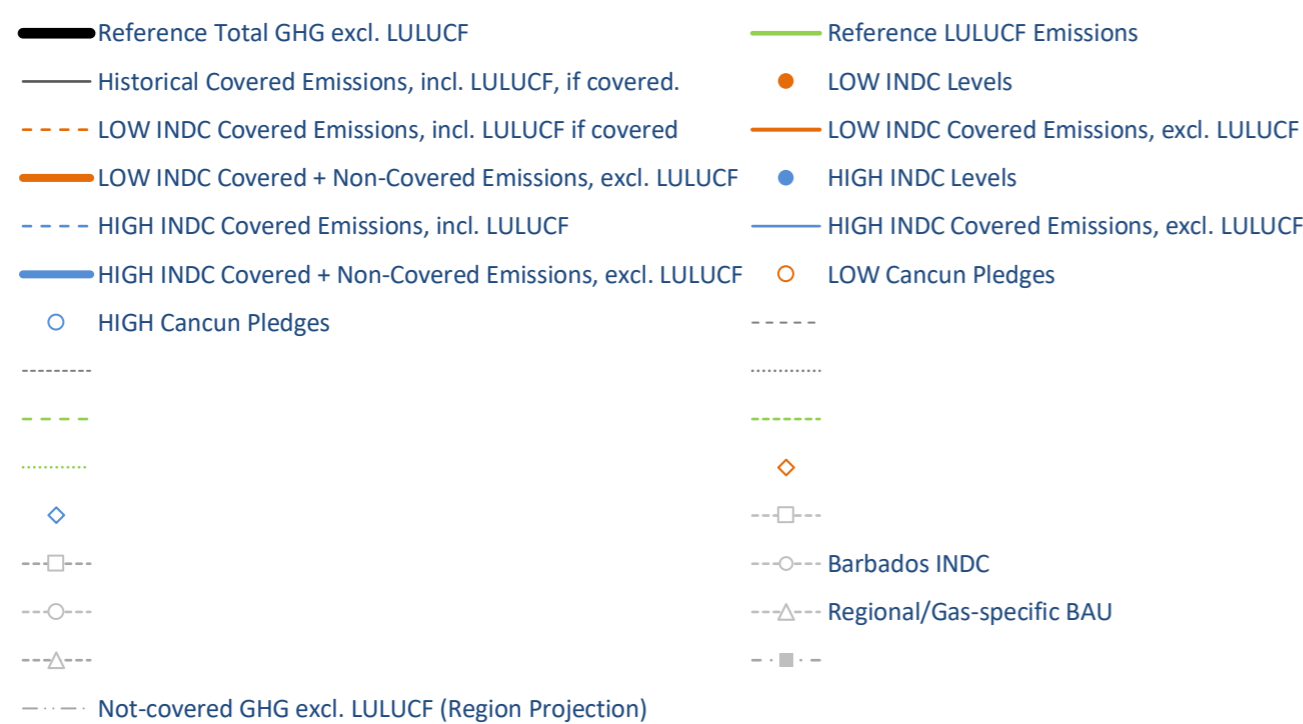 Reference Total GHG excl. LULUCF
Reference LULUCF Emissions
Historical Covered Emissions, incl. LULUCF, if covered.
LOW INDC Levels
LOW INDC Covered Emissions, incl. LULUCF if covered
LOW INDC Covered Emissions, excl. LULUCF
LOW INDC Covered + Non-Covered Emissions, excl. LULUCF
HIGH INDC Levels
HIGH INDC Covered Emissions, incl. LULUCF
HIGH INDC Covered Emissions, excl. LULUCF
HIGH INDC Covered + Non-Covered Emissions, excl. LULUCF
LOW Cancun Pledges
HIGH Cancun Pledges
Barbados INDC
Regional/Gas-specific BAU
Not-covered GHG excl. LULUCF (Region Projection)